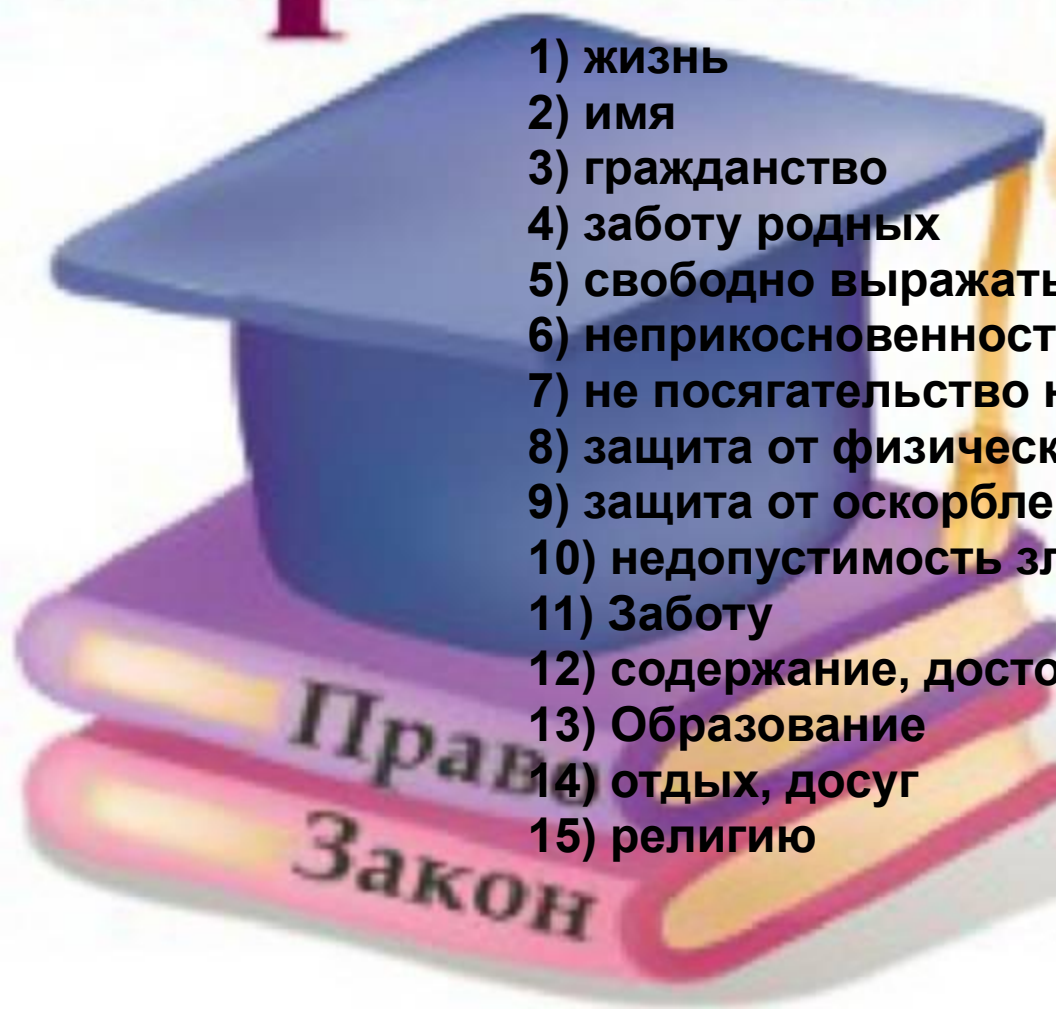 1) жизнь
2) имя
3) гражданство
4) заботу родных
5) свободно выражать
6) неприкосновенност
7) не посягательство н
8) защита от физическ
9) защита от оскорбле
10) недопустимость зл
11) Заботу
12) содержание, досто
13) Образование
14) отдых, досуг
15) религию
Право
Закон